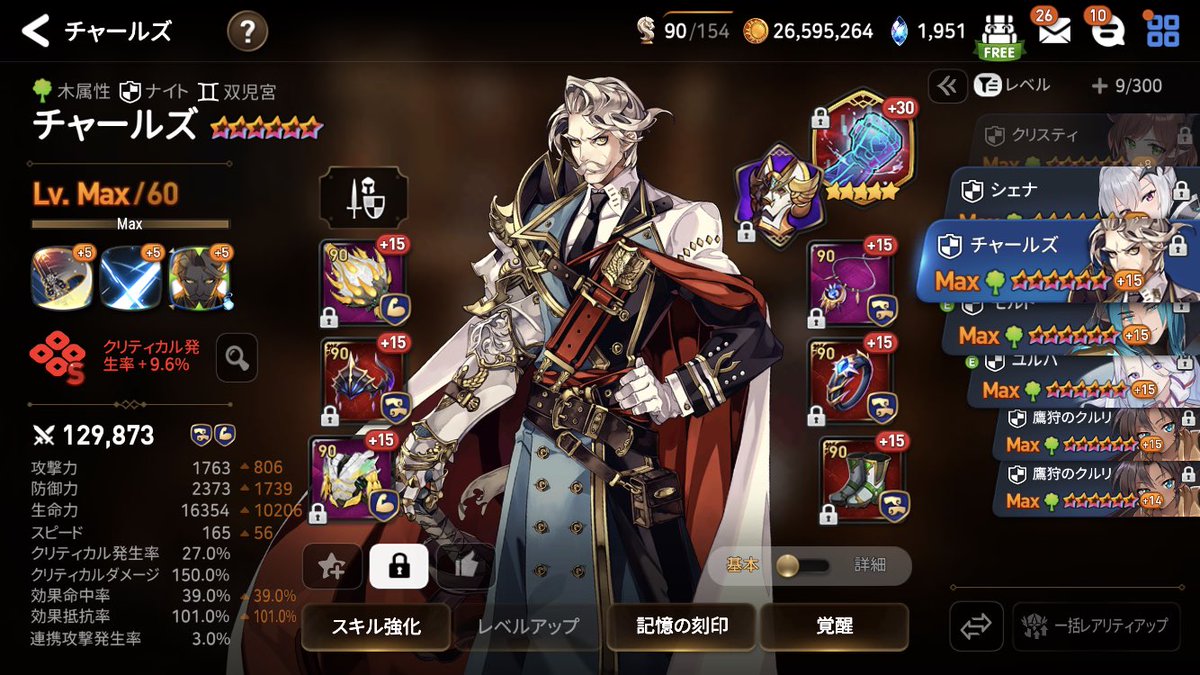 チャールズ
?
90/154
26,595,264
1,951
FREE
26
10
木属性 ナイト 双児宮
チャールズ
Lv. Max/60
Max
+5
+5
+5
S
クリティカル発
生率+9.6%
129,873
攻撃力 1763 806
防御力 2373 1739
生命力 16354 10206
スピード 165 56
クリティカル発生率 27.0%
クリティカルダメージ 150.0%
効果命中率 39.0% 39.0%
効果抵抗率 101.0% 101.0%
連携攻撃発生率 3.0%
90 +15
90 +15
90 +15
+30
90 +15
90 +15
90 +15
基本 詳細
スキル強化
レベルアップ
記憶の刻印
覚醒
レベル
+ 9/300
クリスティ
Max
シェナ
チャールズ
Max +15
Max +15
E
ユルハ
Max +15
鷹狩のクルリ
Max +15
鷹狩のクルリ
Max +14
一括レアリティアップ